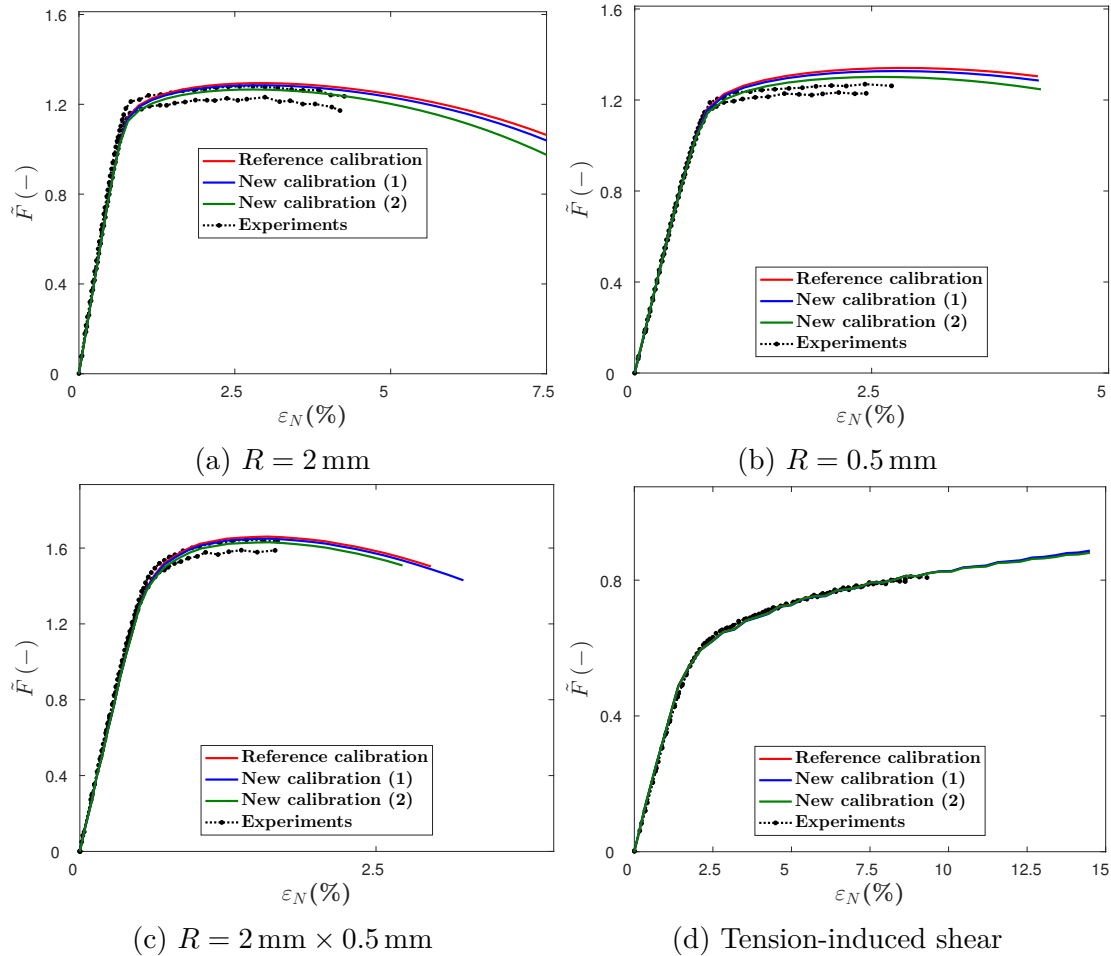 1.6
1.2
0.8
0.4
0
F̃ (−)
Reference calibration
New calibration (1)
New calibration (2)
Experiments
0 2.5 5 7.5
ε_N(%)
(a) R = 2 mm
1.6
1.2
0.8
0.4
0
F̃ (−)
Reference calibration
New calibration (1)
New calibration (2)
Experiments
0 2.5 5
ε_N(%)
(b) R = 0.5 mm
1.6
1.2
0.8
0.4
0
F̃ (−)
Reference calibration
New calibration (1)
New calibration (2)
Experiments
0 2.5
ε_N(%)
(c) R = 2 mm × 0.5 mm
0.8
0.4
0
F̃ (−)
Reference calibration
New calibration (1)
New calibration (2)
Experiments
0 2.5 5 7.5 10 12.5 15
ε_N(%)
(d) Tension-induced shear